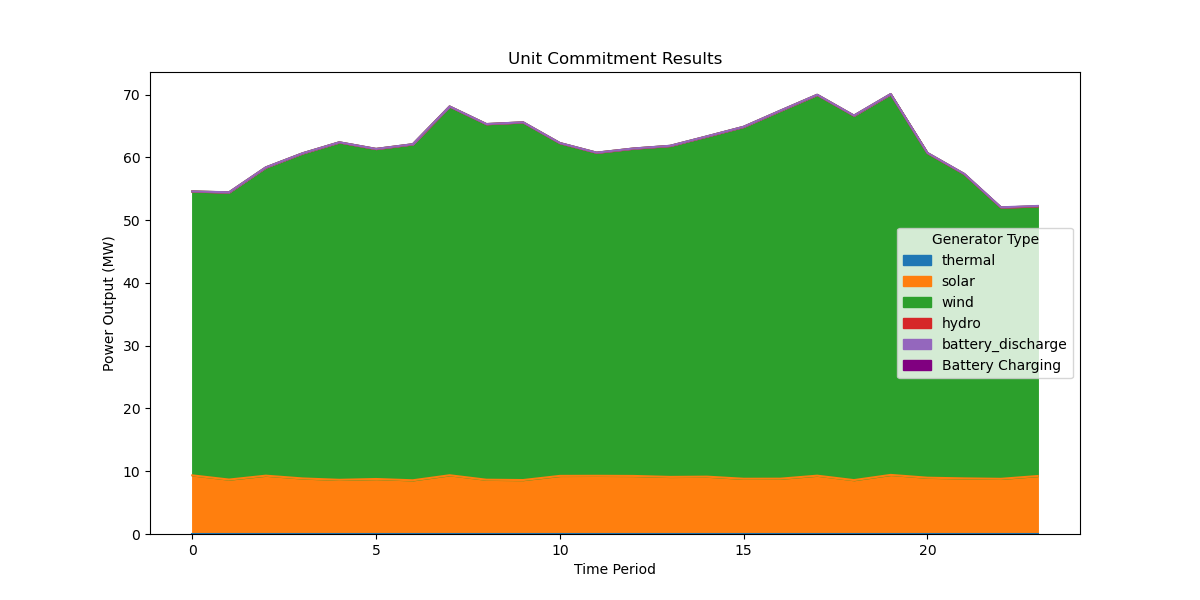 Unit Commitment Results
Power Output (MW)
70
60
50
40
30
20
10
0
0 5 10 15 20
Time Period
Generator Type
thermal
solar
wind
hydro
battery_discharge
Battery Charging